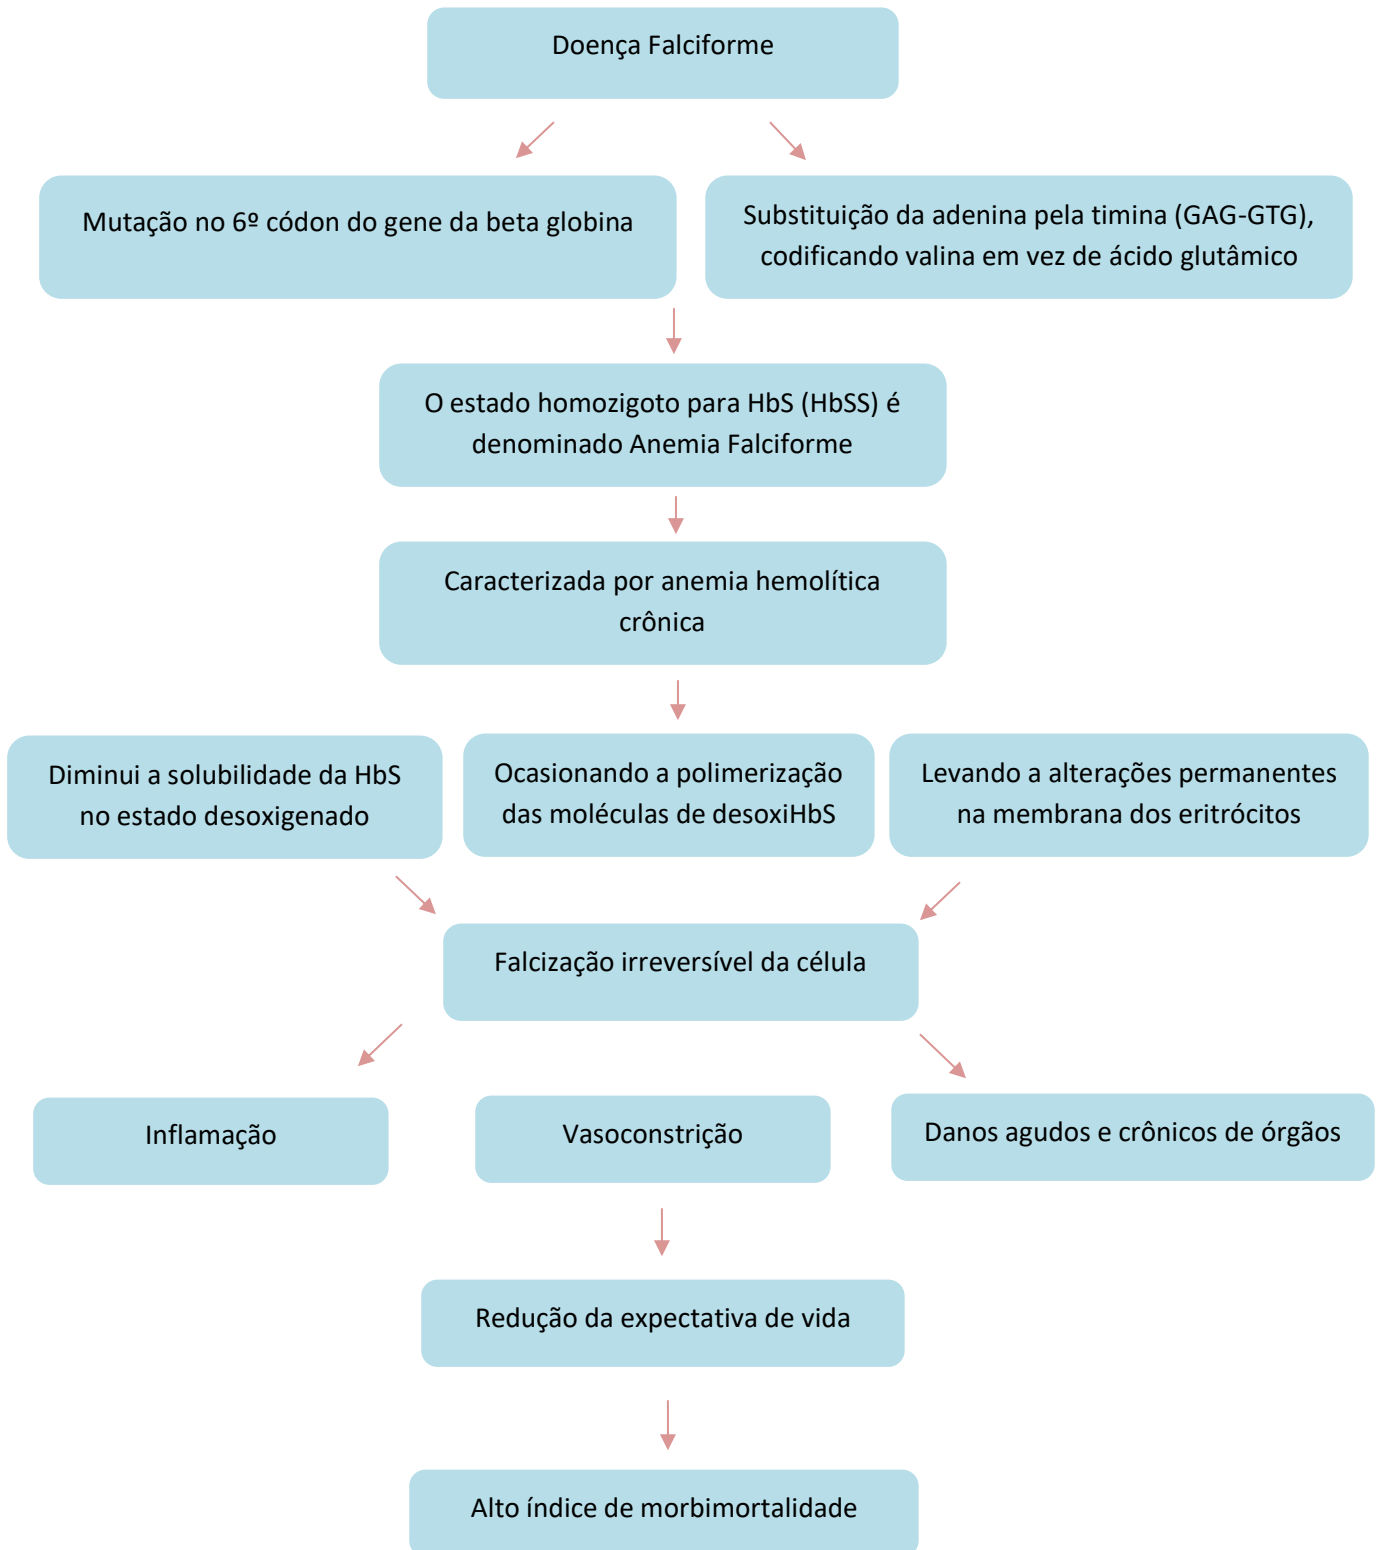 Doença Falciforme
Mutação no 6º códon do gene da beta globina
Substituição da adenina pela timina (GAG-GTG),
codificando valina em vez de ácido glutâmico
O estado homozigoto para HbS (HbSS) é
denominado Anemia Falciforme
Caracterizada por anemia hemolítica
crônica
Diminui a solubilidade da HbS
no estado desoxigenado
Ocasionando a polimerização
das moléculas de desoxiHbS
Levando a alterações permanentes
na membrana dos eritrócitos
Falcização irreversível da célula
Inflamação
Vasoconstrição
Danos agudos e crônicos de órgãos
Redução da expectativa de vida
Alto índice de morbimortalidade